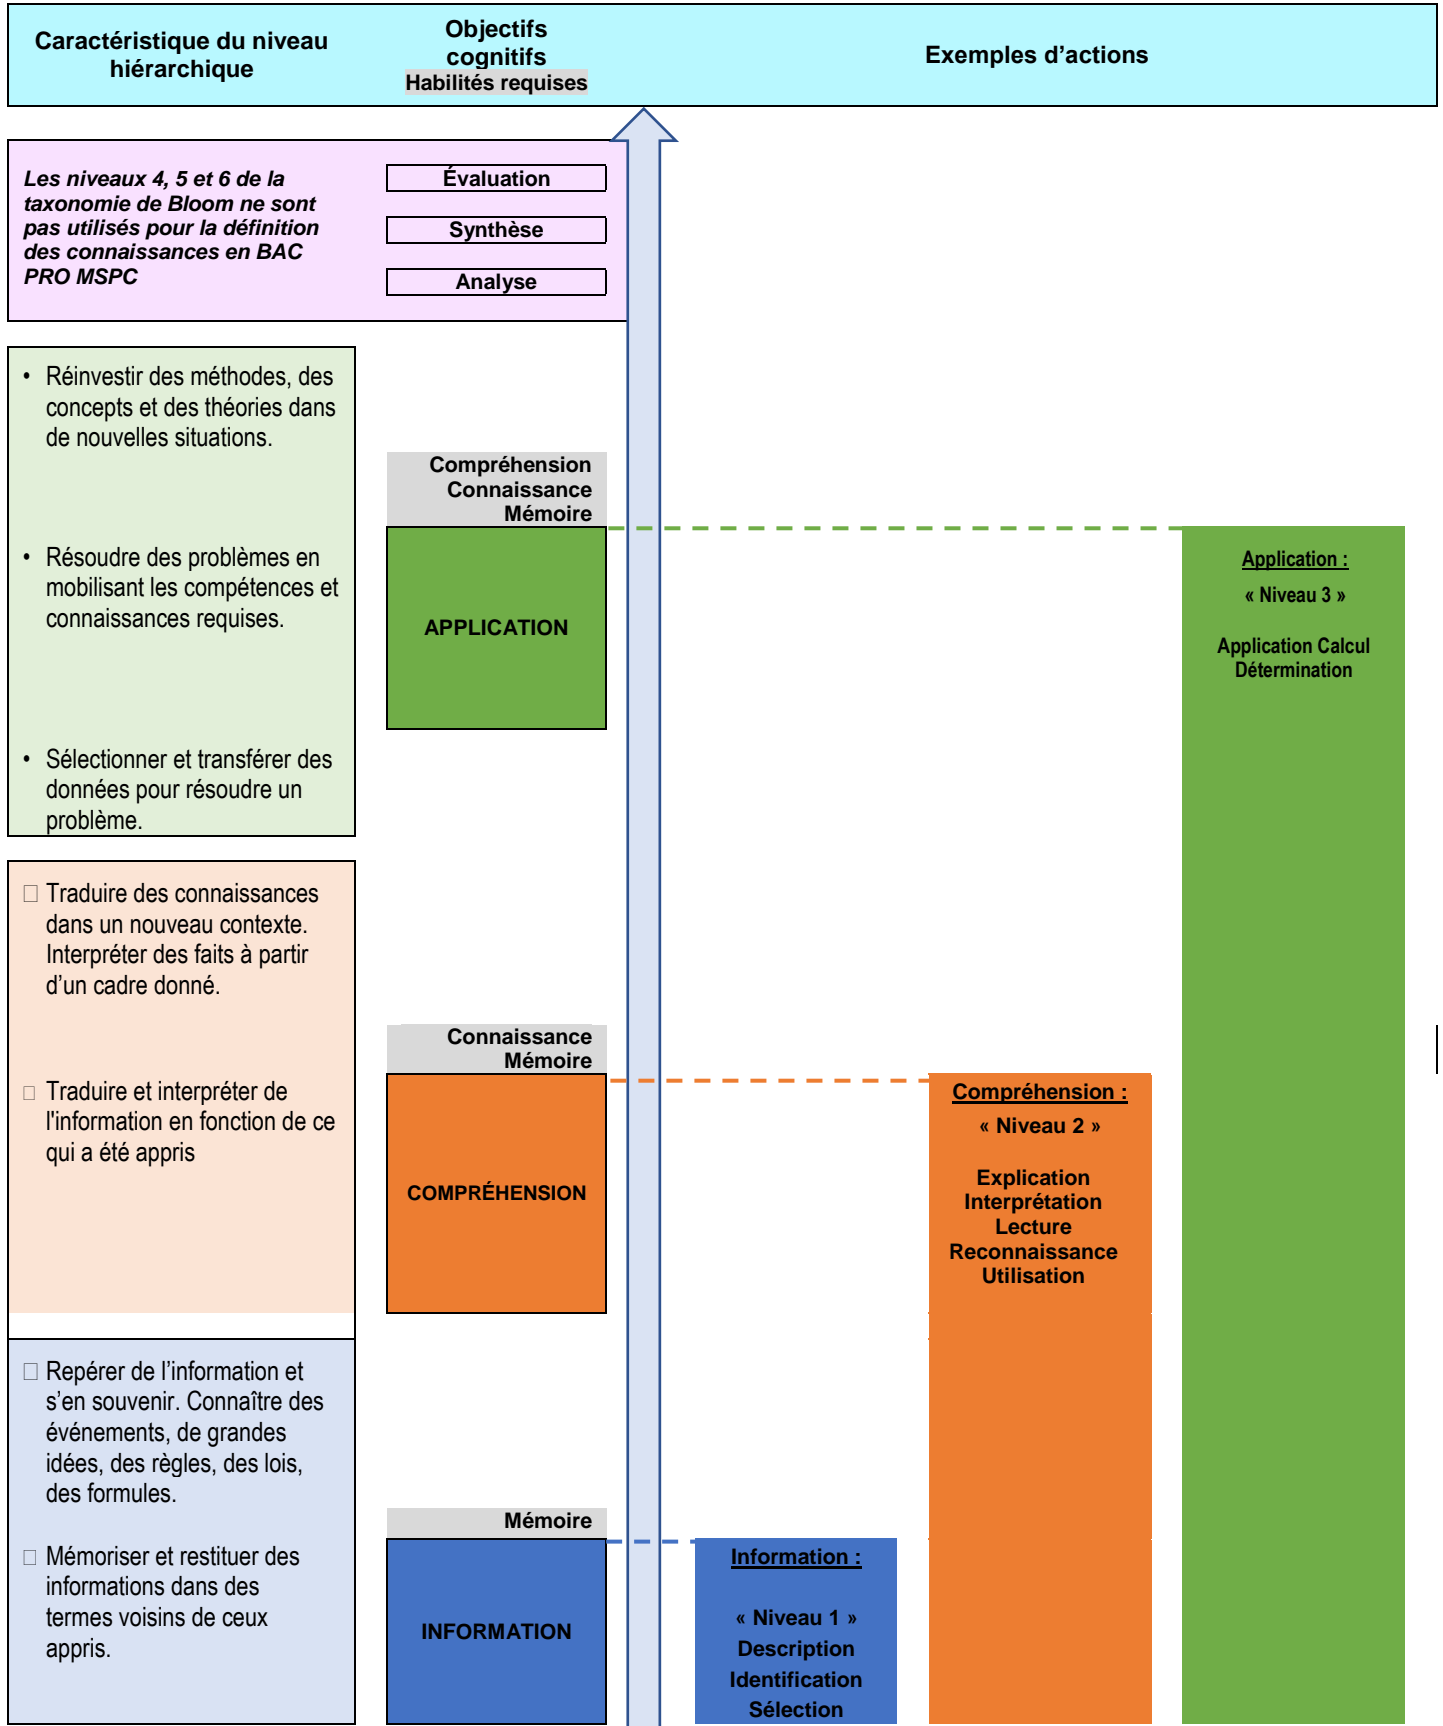 Caractéristique du niveau
hiérarchique
Objectifs
cognitifs
Habilités requises
Exemples d’actions
Les niveaux 4, 5 et 6 de la
taxonomie de Bloom ne sont
pas utilisés pour la définition
des connaissances en BAC
PRO MSPC
Évaluation
Synthèse
Analyse
• Réinvestir des méthodes, des
concepts et des théories dans
de nouvelles situations.
• Résoudre des problèmes en
mobilisant les compétences et
connaissances requises.
• Sélectionner et transférer des
données pour résoudre un
problème.
Compréhension
Connaissance
Mémoire
APPLICATION
Application :
« Niveau 3 »
Application Calcul
Détermination
Traduire des connaissances
dans un nouveau contexte.
Interpréter des faits à partir
d’un cadre donné.
Traduire et interpréter de
l'information en fonction de ce
qui a été appris
Connaissance
Mémoire
COMPRÉHENSION
Compréhension :
« Niveau 2 »
Explication
Interprétation
Lecture
Reconnaissance
Utilisation
Repérer de l’information et
s’en souvenir. Connaître des
événements, de grandes
idées, des règles, des lois,
des formules.
Mémoriser et restituer des
informations dans des
termes voisins de ceux
appris.
Mémoire
INFORMATION
Information :
« Niveau 1 »
Description
Identification
Sélection